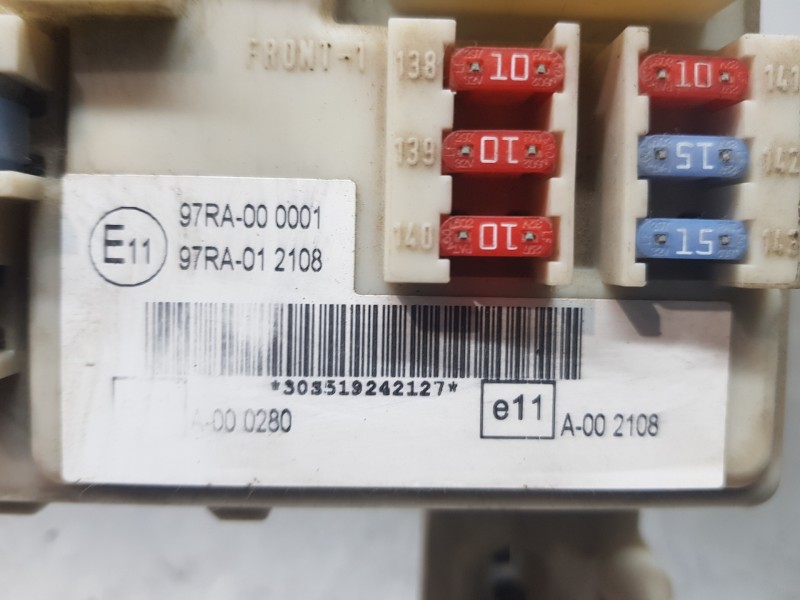 FRONT-1
138 10 10 141
139 10 15 142
140 10 15 143
E11 97RA-00 0001
97RA-01 2108
*303519242127*
A-00 0280 e11 A-00 2108